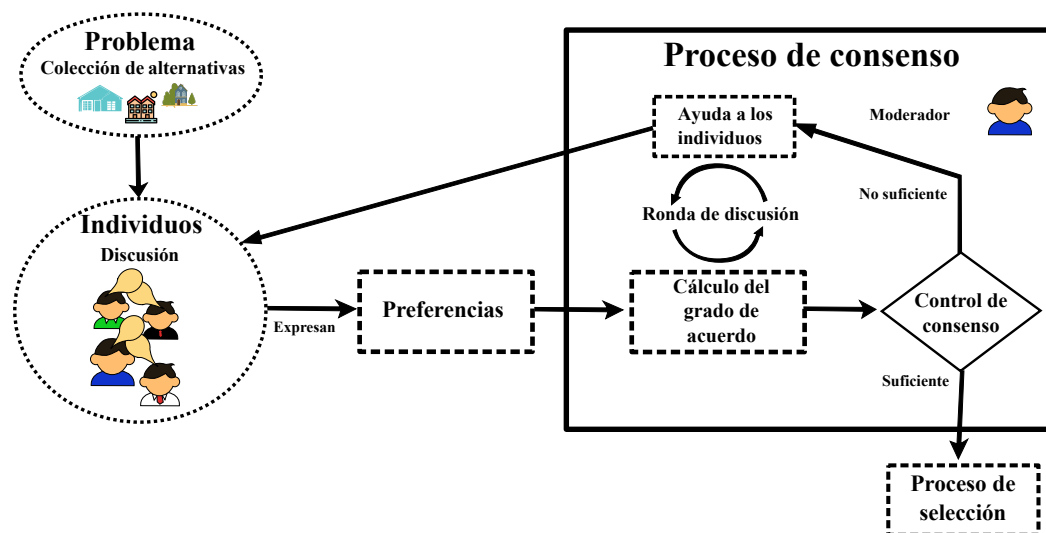 Problema
Colección de alternativas
Individuos
Discusión
Expresan
Preferencias
Proceso de consenso
Moderador
Ayuda a los
individuos
Ronda de discusión
No suficiente
Cálculo del
grado de
acuerdo
Control de
consenso
Suficiente
Proceso de
selección